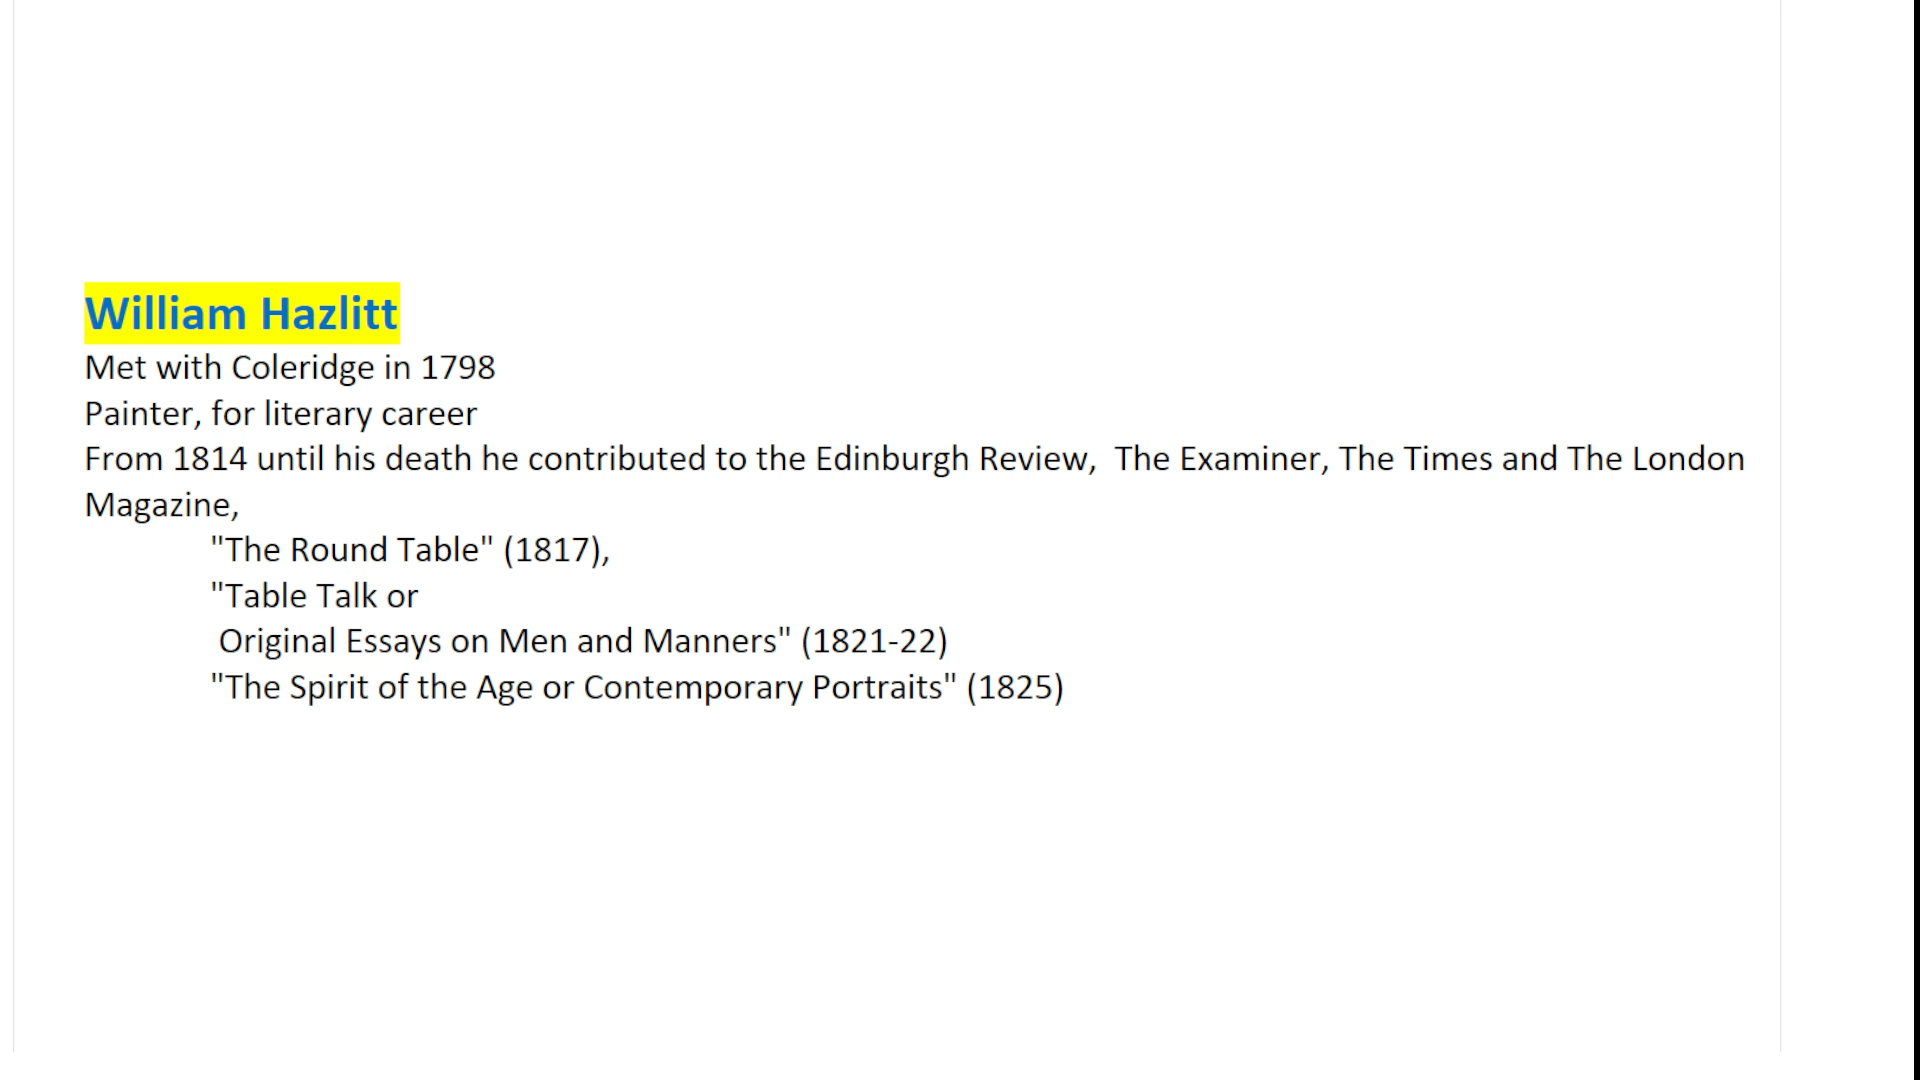 William Hazlitt
Met with Coleridge in 1798
Painter, for literary career
From 1814 until his death he contributed to the Edinburgh Review,  The Examiner, The Times and The London
Magazine,
"The Round Table" (1817),
"Table Talk or
Original Essays on Men and Manners" (1821-22)
"The Spirit of the Age or Contemporary Portraits" (1825)